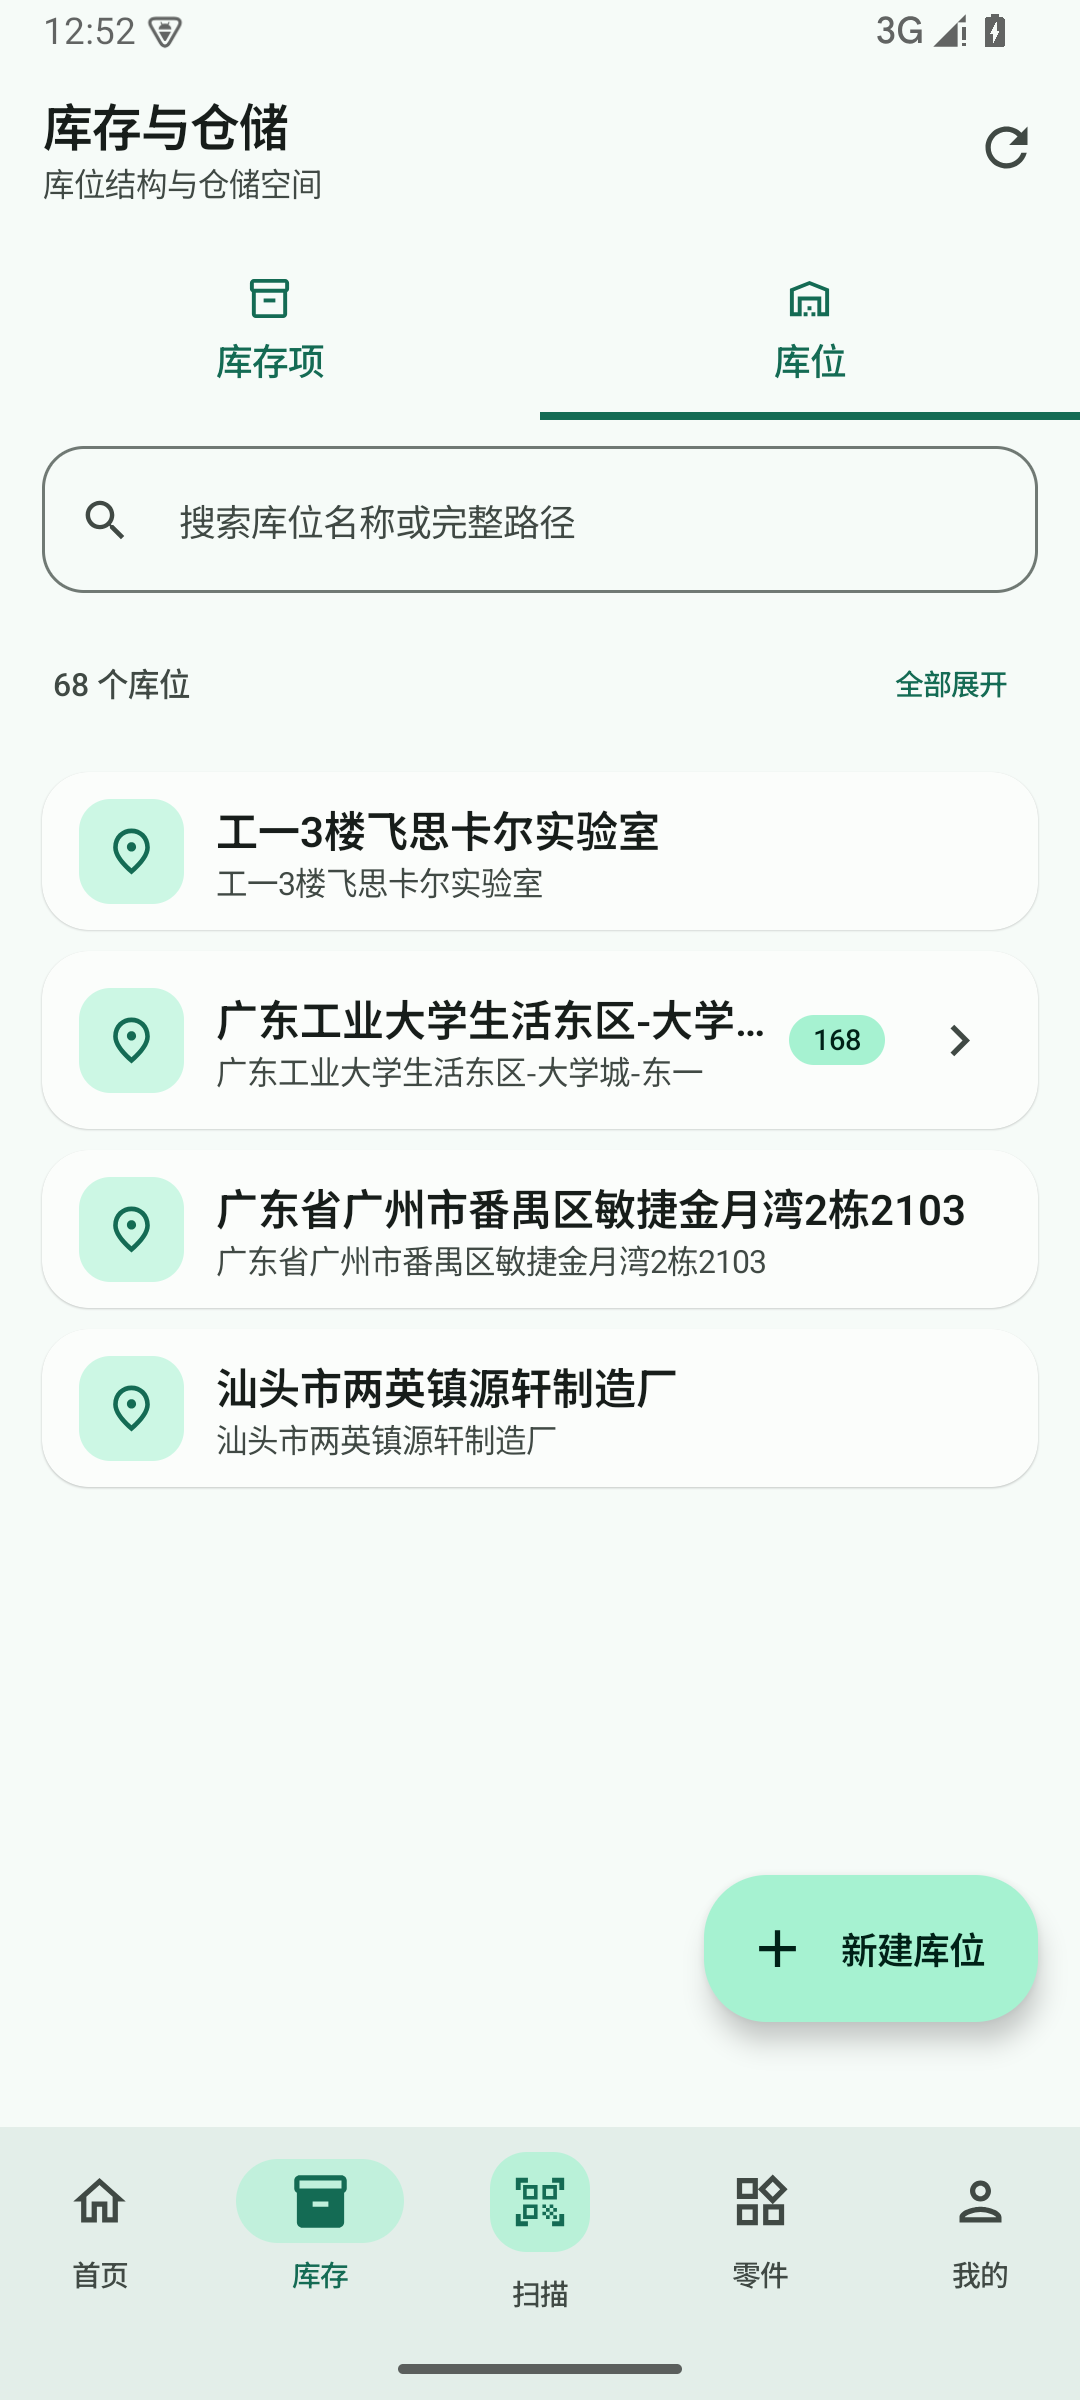 12:52
3G
库存与仓储
库位结构与仓储空间
库存项
库位
搜索库位名称或完整路径
68 个库位
全部展开
工一3楼飞思卡尔实验室
工一3楼飞思卡尔实验室
广东工业大学生活东区-大学...
168
广东工业大学生活东区-大学城-东一
广东省广州市番禺区敏捷金月湾2栋2103
广东省广州市番禺区敏捷金月湾2栋2103
汕头市两英镇源轩制造厂
汕头市两英镇源轩制造厂
新建库位
首页
库存
扫描
零件
我的